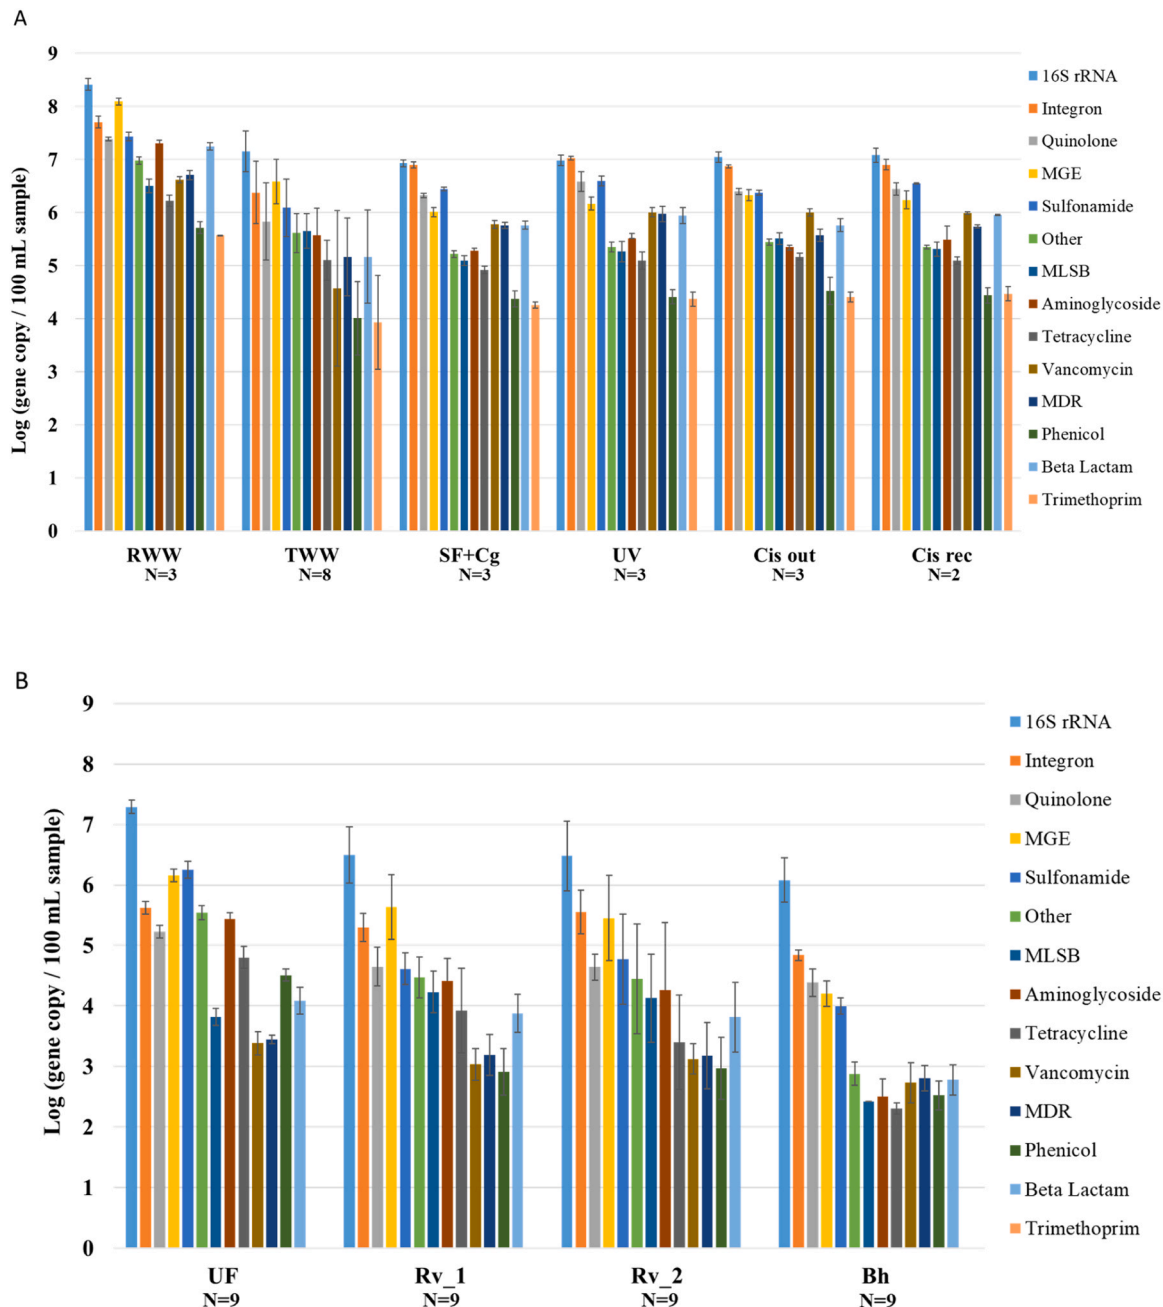 A
9
8
7
6
5
4
3
2
1
0
Log (gene copy / 100 mL sample)
RWW
N=3
TWW
N=8
SF+Cg
N=3
UV
N=3
Cis out
N=3
Cis rec
N=2
16S rRNA
Integron
Quinolone
MGE
Sulfonamide
Other
MLSB
Aminoglycoside
Tetracycline
Vancomycin
MDR
Phenicol
Beta Lactam
Trimethoprim
B
9
8
7
6
5
4
3
2
1
0
Log (gene copy / 100 mL sample)
UF
N=9
Rv_1
N=9
Rv_2
N=9
Bh
N=9
16S rRNA
Integron
Quinolone
MGE
Sulfonamide
Other
MLSB
Aminoglycoside
Tetracycline
Vancomycin
MDR
Phenicol
Beta Lactam
Trimethoprim